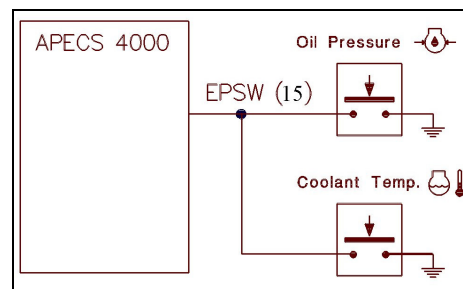 APECS 4000
Oil Pressure
EPSW (15)
Coolant Temp.